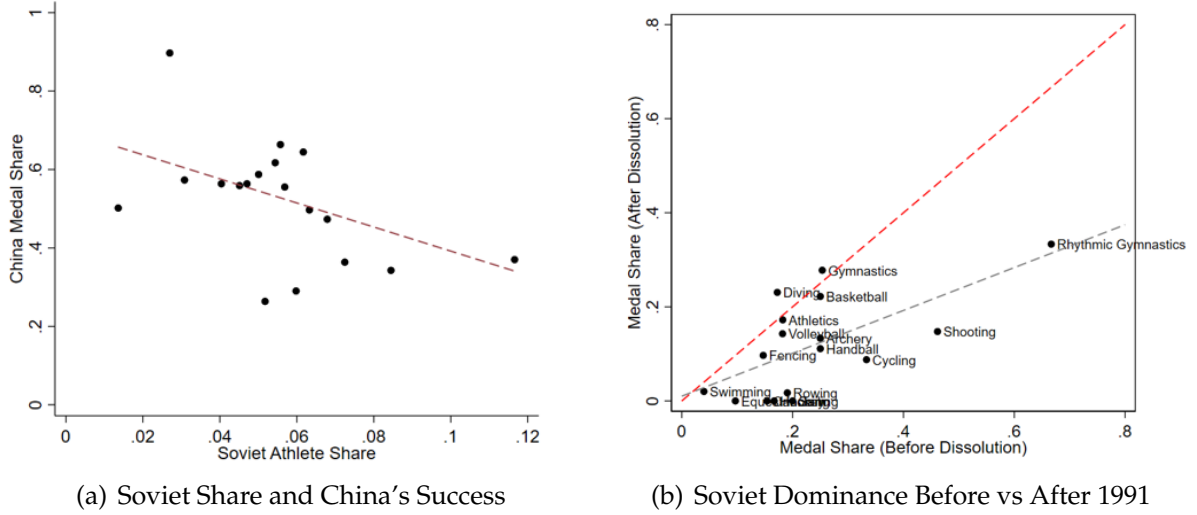 1
.8
.6
.4
.2
0
China Medal Share
0 .02 .04 .06 .08 .1 .12
Soviet Athlete Share
(a) Soviet Share and China's Success
.8
.6
.4
.2
0
Medal Share (After Dissolution)
Rhythmic Gymnastics
Gymnastics
Diving
Basketball
Athletics
Volleyball
Archery
Handball
Shooting
Fencing
Cycling
Swimming
Rowing
0 .2 .4 .6 .8
Medal Share (Before Dissolution)
(b) Soviet Dominance Before vs After 1991